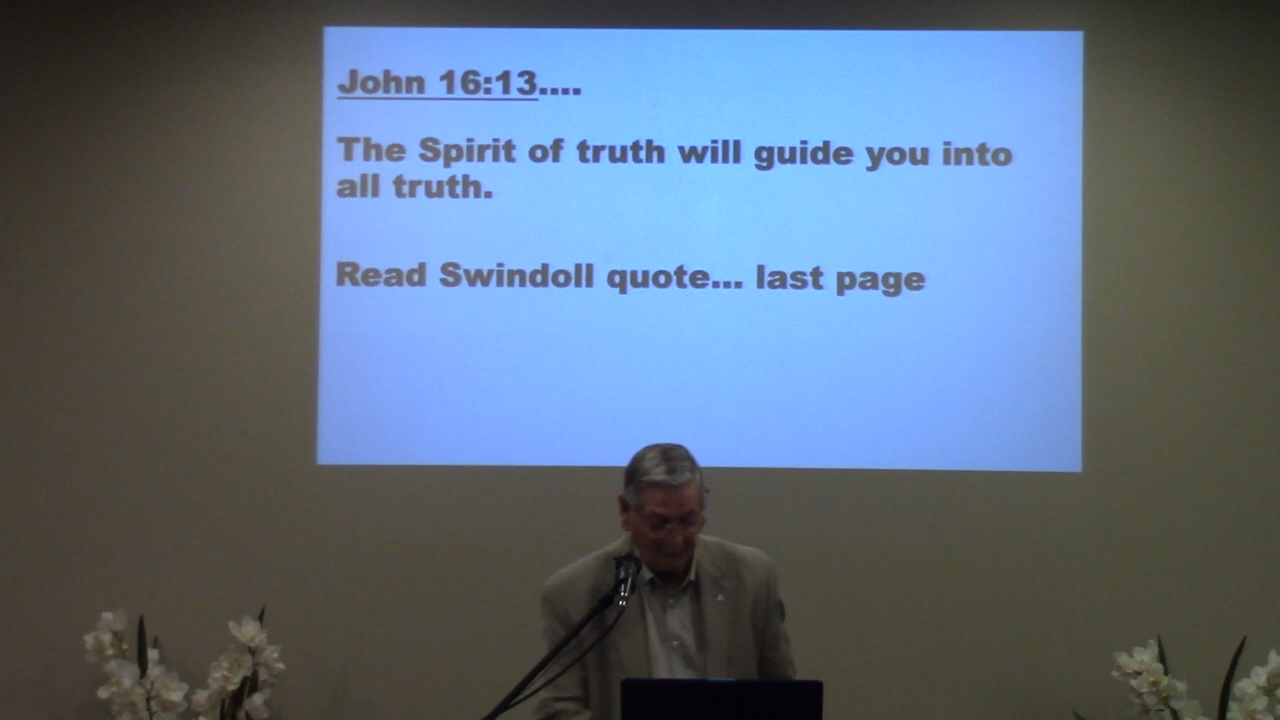 John 16:13....
The Spirit of truth will guide you into
all truth.
Read Swindoll quote... last page